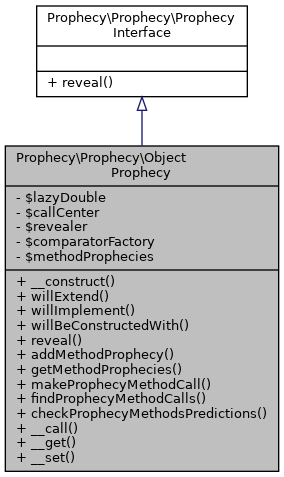 Prophecy\Prophecy\Prophecy
Interface
+ reveal()
Prophecy\Prophecy\Object
Prophecy
- $lazyDouble
- $callCenter
- $revealer
- $comparatorFactory
- $methodProphecies
+ __construct()
+ willExtend()
+ willImplement()
+ willBeConstructedWith()
+ reveal()
+ addMethodProphecy()
+ getMethodProphecies()
+ makeProphecyMethodCall()
+ findProphecyMethodCalls()
+ checkProphecyMethodsPredictions()
+ __call()
+ __get()
+ __set()